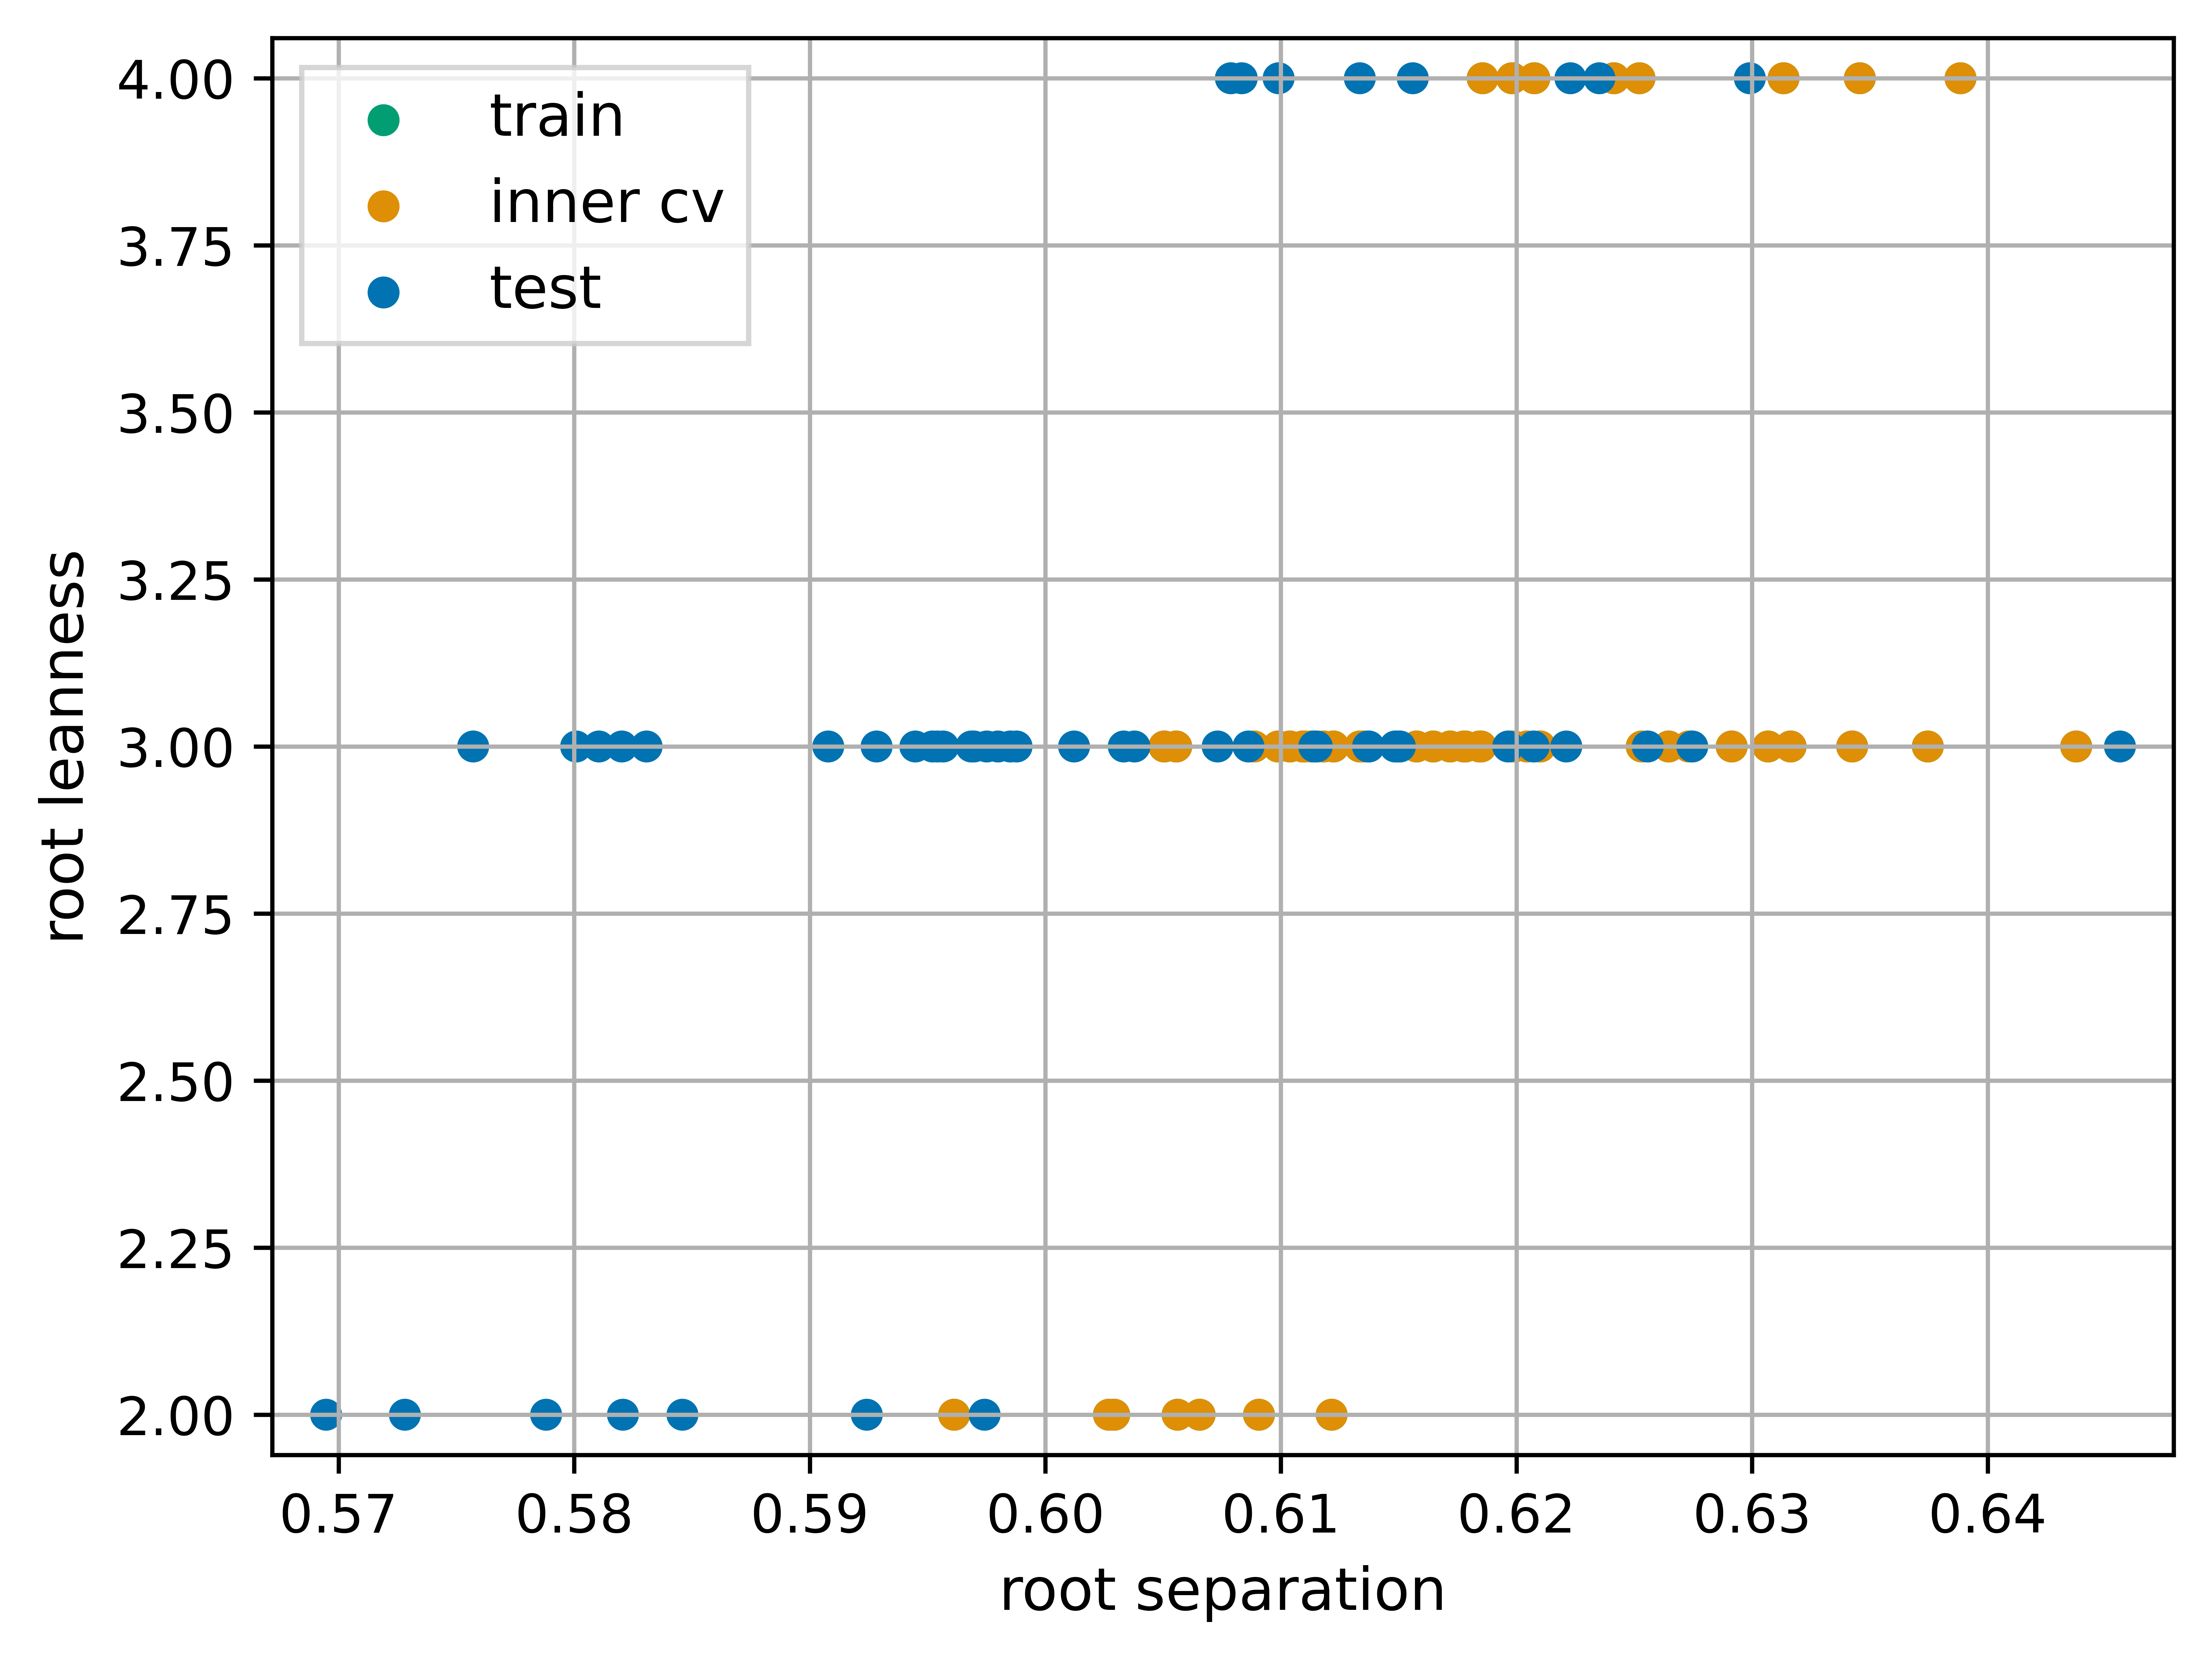 train
inner cv
test
4.00
3.75
3.50
3.25
3.00
2.75
2.50
2.25
2.00
root leanness
0.57 0.58 0.59 0.60 0.61 0.62 0.63 0.64
root separation